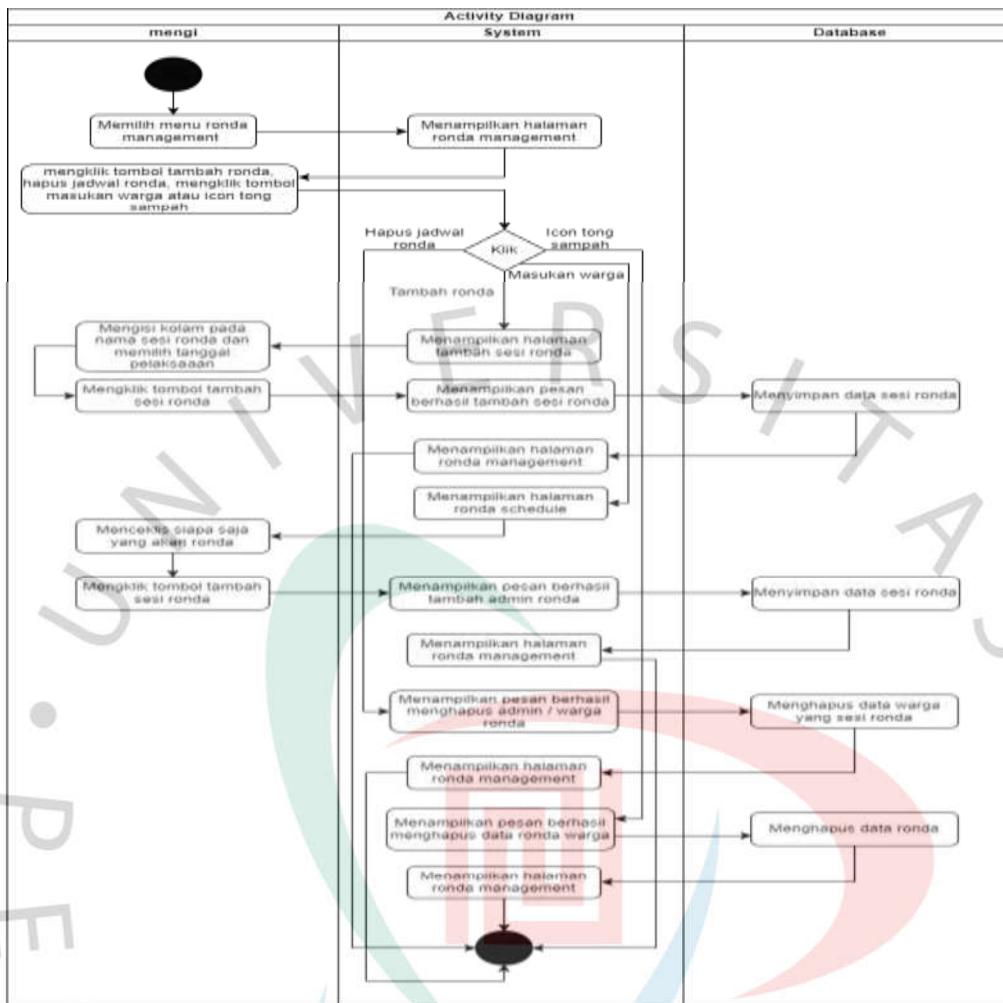 Activity Diagram
mengi
System
Database
Memilih menu ronda
management
Menampilkan halaman
ronda management
mengklik tombol tambah ronda,
hapus jadwal ronda, mengklik tombol
masukan warga atau icon tong
sampah
Hapus jadwal
ronda
Klik
Icon tong
sampah
Masukan warga
Tambah ronda
Mengisi kolam pada
nama sesi ronda dan
memilih tanggal
pelaksaaan
Menampilkan halaman
tambah sesi ronda
Mengklik tombol tambah
sesi ronda
Menampilkan pesan
berhasil tambah sesi ronda
Menyimpan data sesi ronda
Menampilkan halaman
ronda management
Menampilkan halaman
ronda schedule
Menceklis siapa saja
yang akan ronda
Mengklik tombol tambah
sesi ronda
Menampilkan pesan berhasil
tambah admin ronda
Menyimpan data sesi ronda
Menampilkan halaman
ronda management
Menampilkan pesan berhasil
menghapus admin / warga
ronda
Menghapus data warga
yang sesi ronda
Menampilkan halaman
ronda management
Menampilkan pesan berhasil
menghapus data ronda warga
Menghapus data ronda
Menampilkan halaman
ronda management
UNIVERSITAS
PE